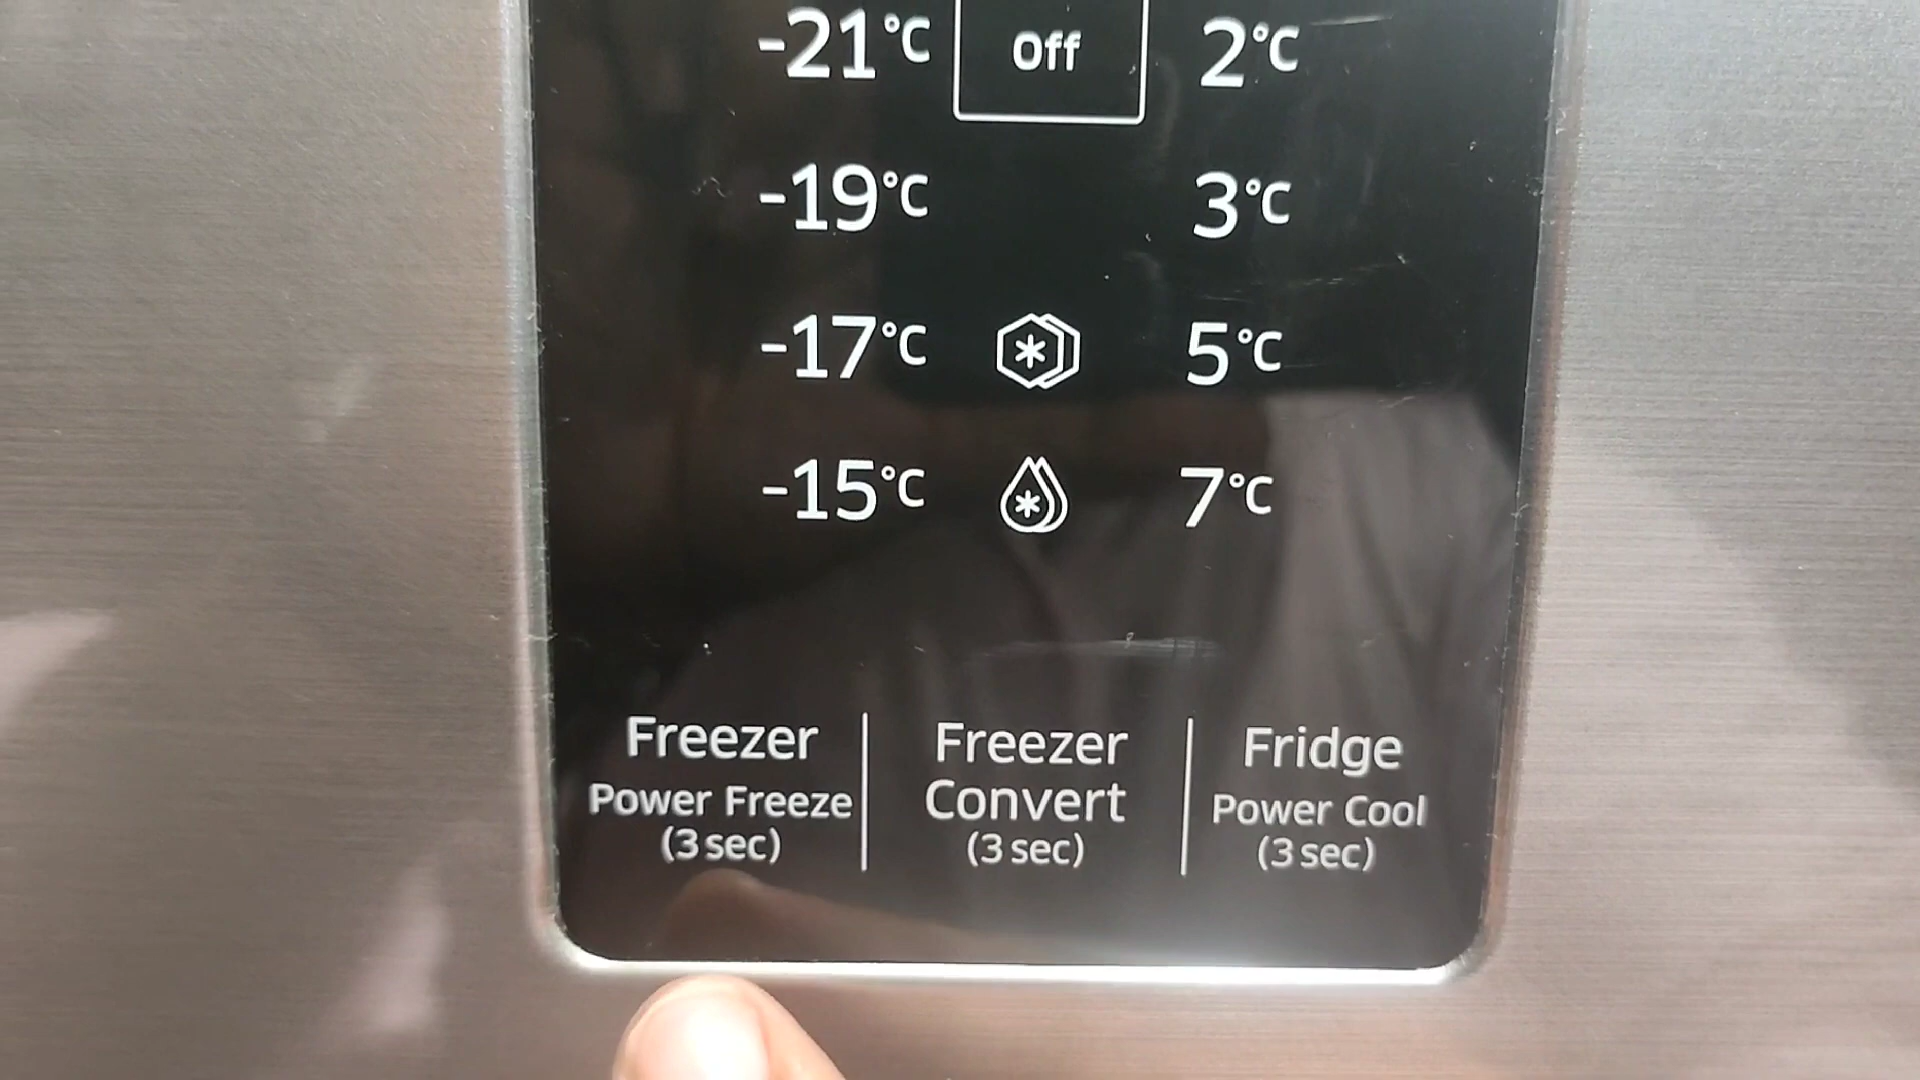 -21°C Off 2°C
-19°C 3°C
-17°C 5°C
-15°C 7°C
Freezer
Power Freeze
(3 sec)
Freezer
Convert
(3 sec)
Fridge
Power Cool
(3 sec)